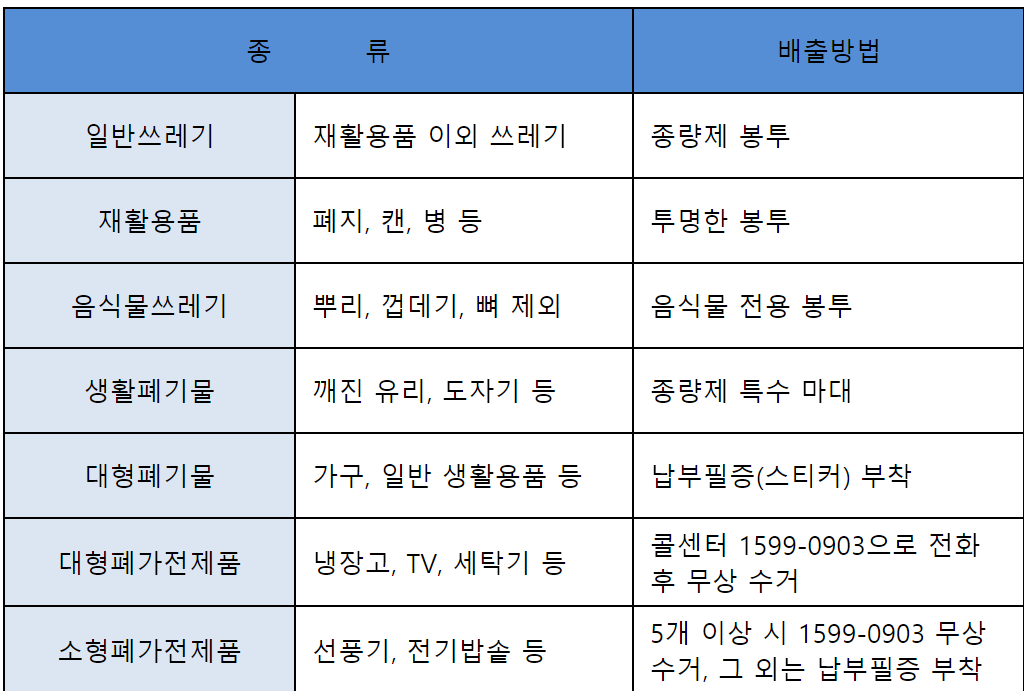 종 류 배출방법
일반쓰레기 재활용품 이외 쓰레기 종량제 봉투
재활용품 폐지, 캔, 병 등 투명한 봉투
음식물쓰레기 뿌리, 껍데기, 뼈 제외 음식물 전용 봉투
생활폐기물 깨진 유리, 도자기 등 종량제 특수 마대
대형폐기물 가구, 일반 생활용품 등 납부필증(스티커) 부착
대형폐가전제품 냉장고, TV, 세탁기 등 콜센터 1599-0903으로 전화
후 무상 수거
소형폐가전제품 선풍기, 전기밥솥 등 5개 이상 시 1599-0903 무상
수거, 그 외는 납부필증 부착